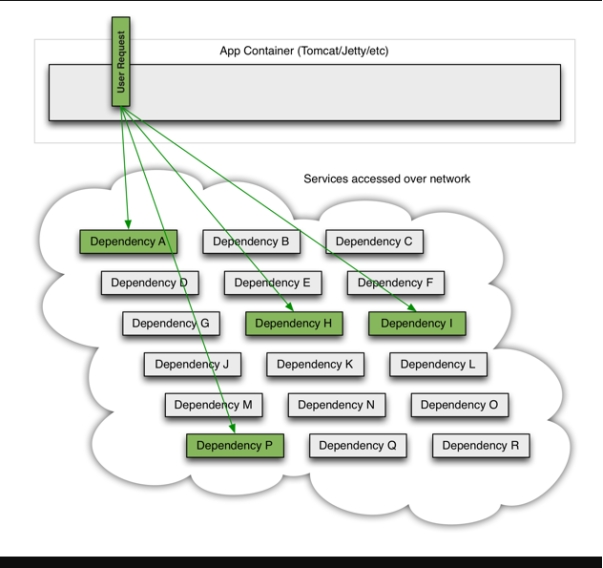 User Request
App Container (Tomcat/Jetty/etc)
Services accessed over network
Dependency A
Dependency B
Dependency C
Dependency D
Dependency E
Dependency F
Dependency G
Dependency H
Dependency I
Dependency J
Dependency K
Dependency L
Dependency M
Dependency N
Dependency O
Dependency P
Dependency Q
Dependency R